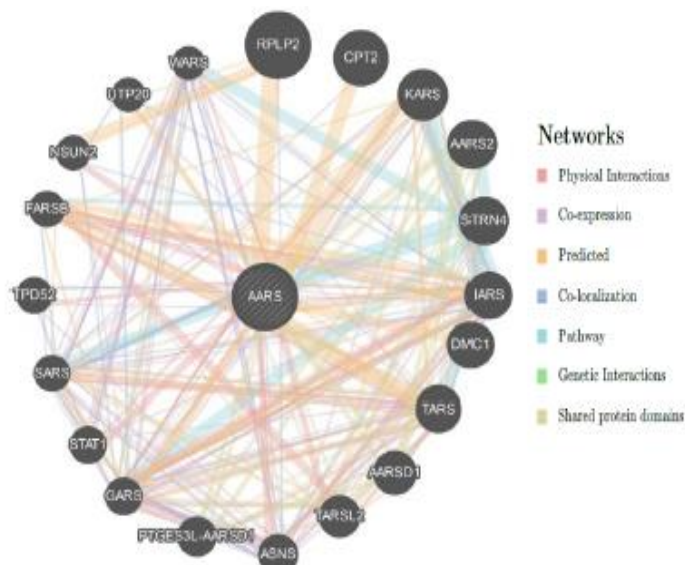 RPLP2
CPT2
WARS
KARS
UTP20
AARS2
NSUN2
STRN4
FARSB
AARS
IARS
TPD52
DMC1
SARS
TARS
STAT1
AARSD1
GARS
TARSL2
PTGES3L-AARSD1
ASNS
Networks
Physical Interactions
Co-expression
Predicted
Co-localization
Pathway
Genetic Interactions
Shared protein domains